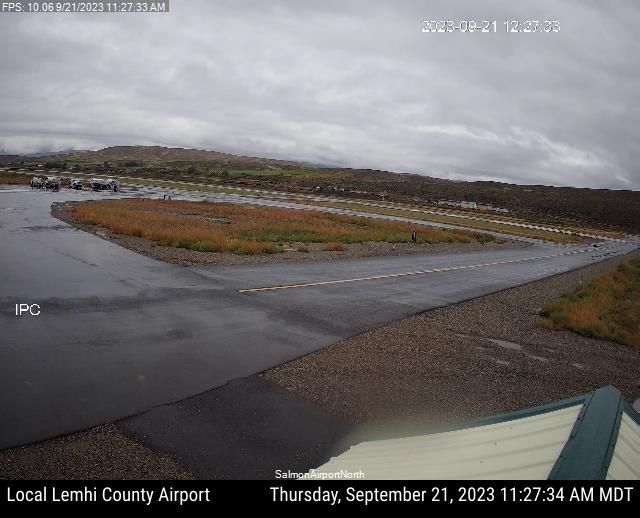 FPS: 10.06 9/21/2023 11:27:33 AM
2023-09-21 12:27:33
IPC
SalmonAirportNorth
Local Lemhi County Airport Thursday, September 21, 2023 11:27:34 AM MDT